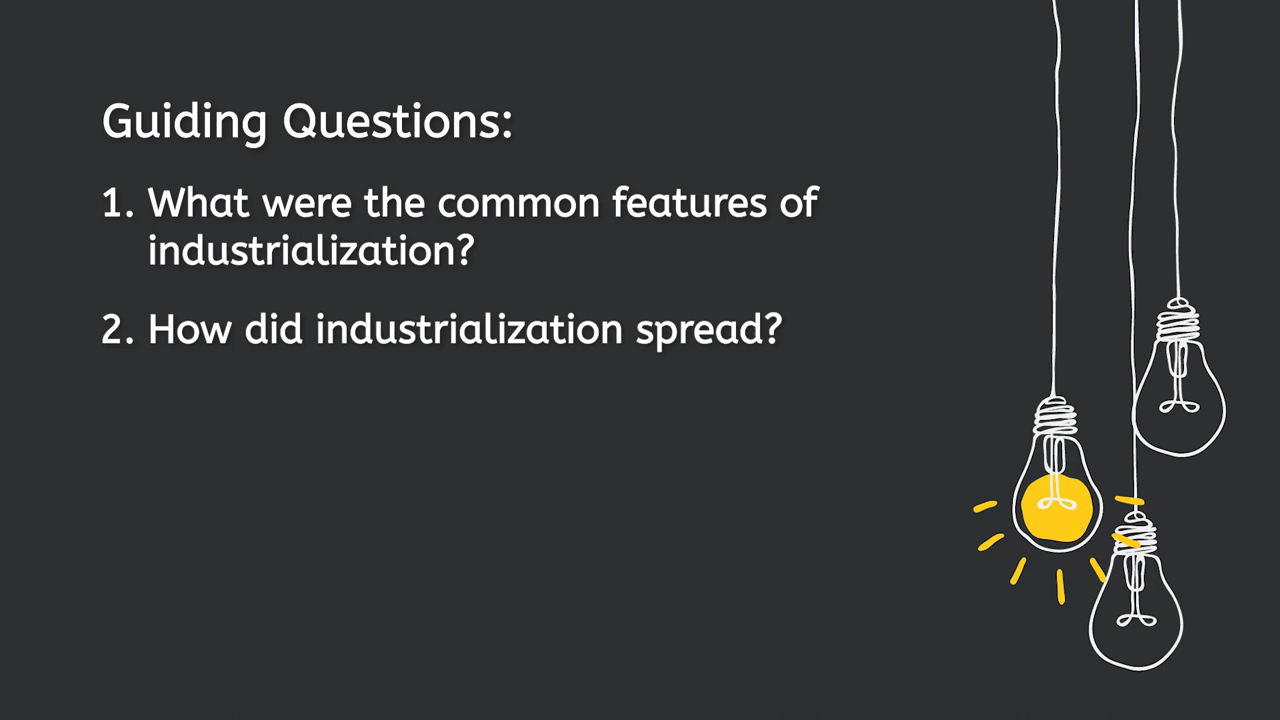 Guiding Questions:
1. What were the common features of
industrialization?
2. How did industrialization spread?